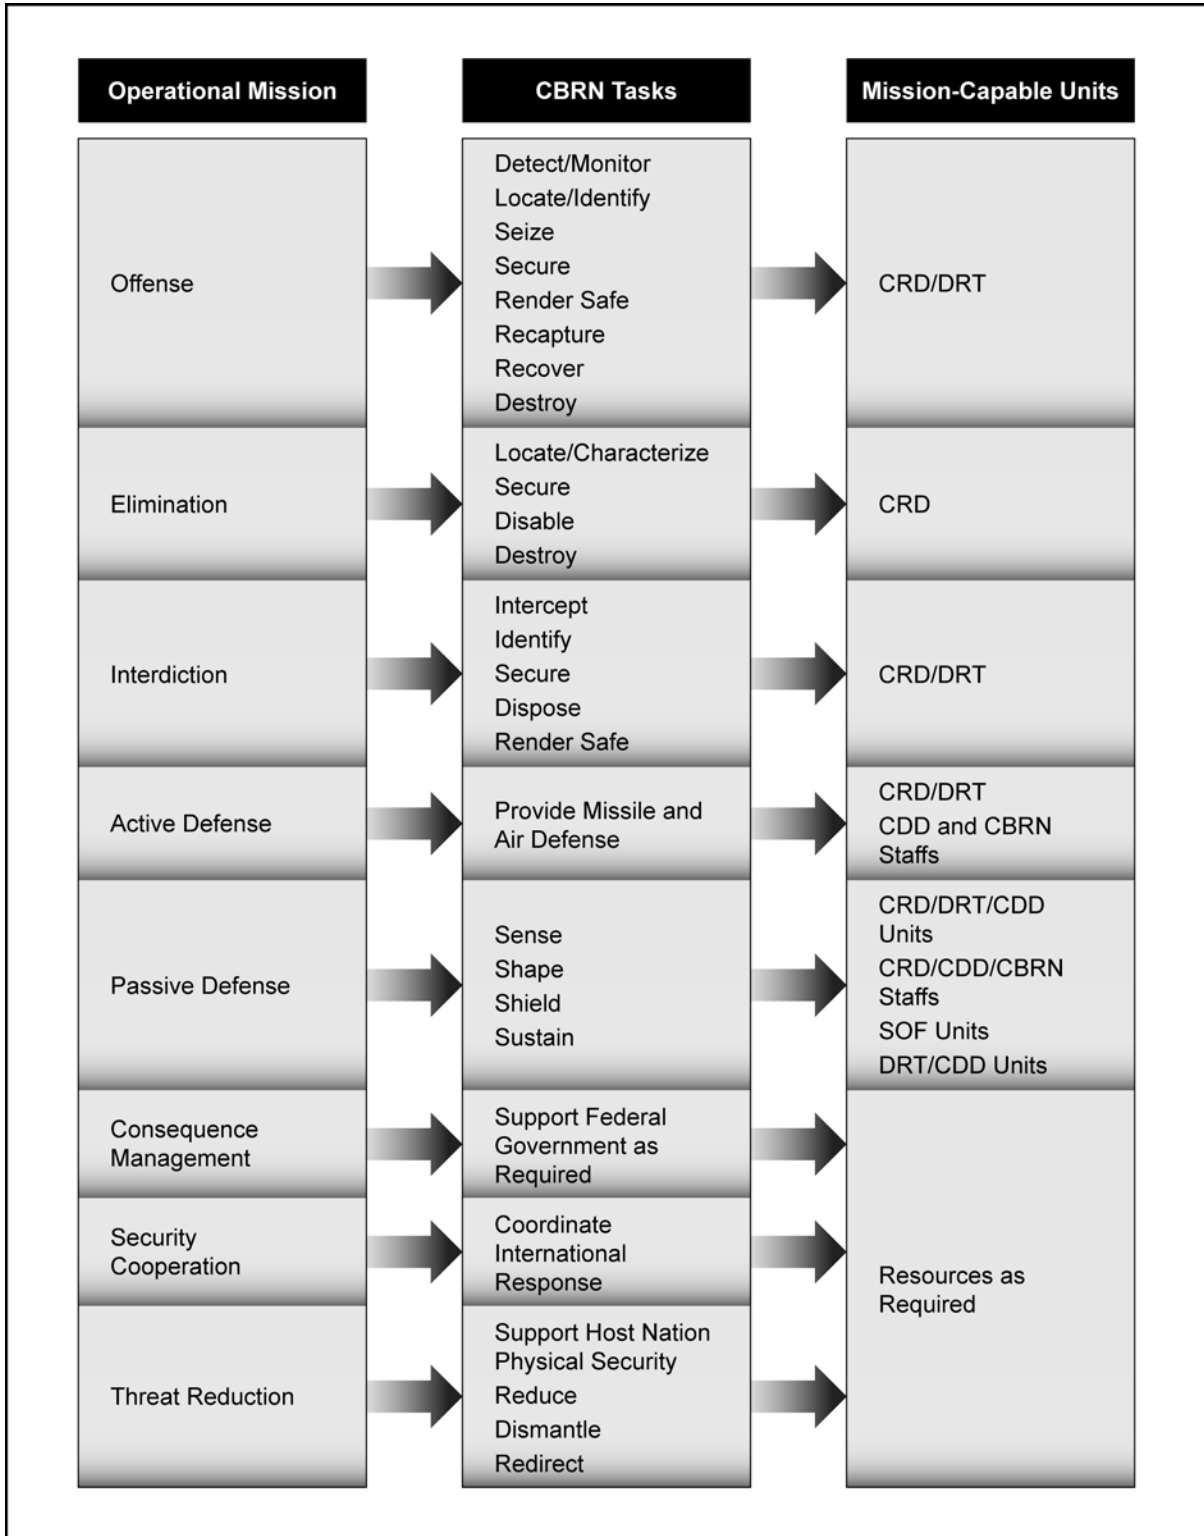 Operational Mission
CBRN Tasks
Mission-Capable Units
Offense
Detect/Monitor
Locate/Identify
Seize
Secure
Render Safe
Recapture
Recover
Destroy
CRD/DRT
Elimination
Locate/Characterize
Secure
Disable
Destroy
CRD
Interdiction
Intercept
Identify
Secure
Dispose
Render Safe
CRD/DRT
Active Defense
Provide Missile and
Air Defense
CRD/DRT
CDD and CBRN
Staffs
Passive Defense
Sense
Shape
Shield
Sustain
CRD/DRT/CDD
Units
CRD/CDD/CBRN
Staffs
SOF Units
DRT/CDD Units
Consequence
Management
Support Federal
Government as
Required
Security
Cooperation
Coordinate
International
Response
Threat Reduction
Support Host Nation
Physical Security
Reduce
Dismantle
Redirect
Resources as
Required